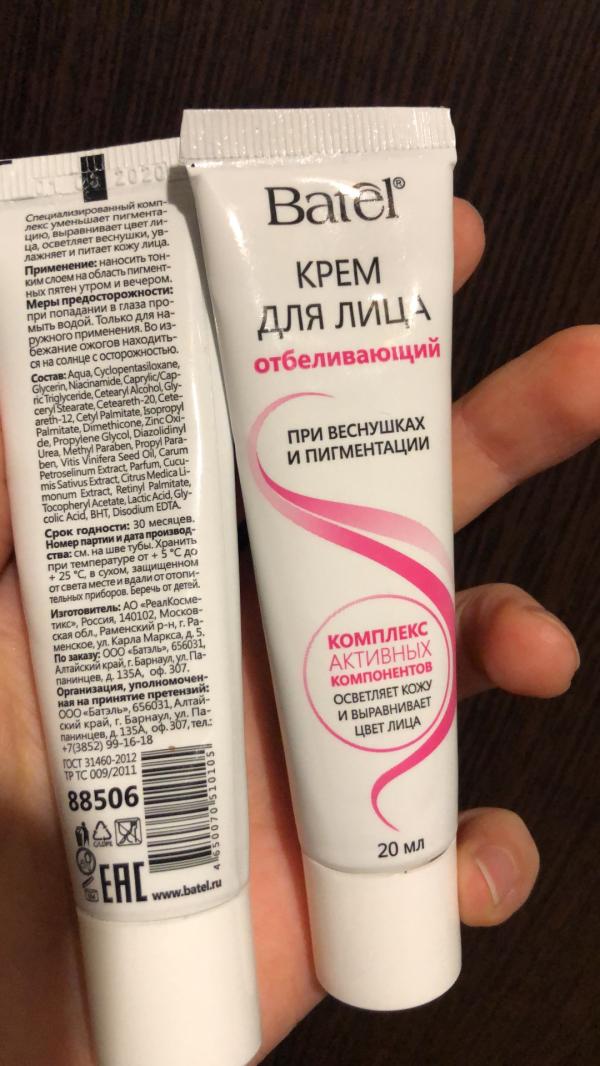 2020
Специализированный комп-
лекс уменьшает пигмента-
цию, выравнивает цвет ли-
ца, осветляет веснушки, ув-
лажняет и питает кожу лица.
Применение: наносить тон-
ким слоем на область пигмент-
ных пятен утром и вечером.
Меры предосторожности:
при попадании в глаза про-
мыть водой. Только для на-
ружного применения. Во из-
бежание ожогов находить-
ся на солнце с осторожностью.
Состав: Aqua, Cyclopentasiloxane,
Glycerin, Niacinamide, Caprylic/Cap-
ric Triglyceride, Cetearyl Alcohol, Gly-
ceryl Stearate, Ceteareth-20, Cete-
areth-12, Cetyl Palmitate, Isopropyl
Palmitate, Dimethicone, Zinc Oxi-
de, Propylene Glycol, Diazolidinyl
Urea, Methyl Paraben, Propyl Para-
ben, Vitis Vinifera Seed Oil, Carum
Petroselinum Extract, Parfum, Cucu-
mis Sativus Extract, Citrus Medica Li-
monum Extract, Retinyl Palmitate,
Tocopheryl Acetate, Lactic Acid, Gly-
colic Acid, BHT, Disodium EDTA.
Срок годности: 30 месяцев.
Номер партии и дата производ-
ства: см. на шве тубы. Хранить
при температуре от + 5 °C до
+ 25 °C, в сухом, защищенном
от света месте и вдали от отопи-
тельных приборов. Беречь от детей.
Изготовитель: АО «РеалКосме-
тикс», Россия, 140102, Москов-
ская обл., Раменский р-н, г. Ра-
менское, ул. Карла Маркса, д. 5.
По заказу: ООО «Батэль», 656031,
Алтайский край, г. Барнаул, ул. Па-
панинцев, д. 135А, оф. 307.
Организация, уполномочен-
ная на принятие претензий:
ООО «Батэль», 656031, Алтай-
ский край, г. Барнаул, ул. Па-
панинцев, д. 135А, оф. 307, тел.:
+7(3852) 99-16-18
ГОСТ 31460-2012
ТР ТС 009/2011
88506
4 650070 510105
C/LDPE
EAC
www.batel.ru
Batel®
КРЕМ
ДЛЯ ЛИЦА
отбеливающий
ПРИ ВЕСНУШКАХ
И ПИГМЕНТАЦИИ
КОМПЛЕКС
АКТИВНЫХ
КОМПОНЕНТОВ
ОСВЕТЛЯЕТ КОЖУ
И ВЫРАВНИВАЕТ
ЦВЕТ ЛИЦА
20 мл